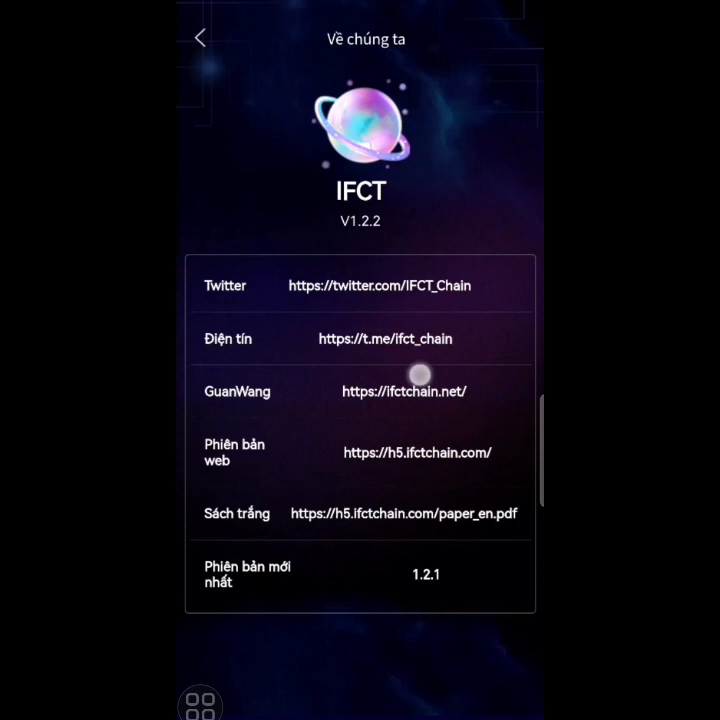 Về chúng ta
IFCT
V1.2.2
Twitter https://twitter.com/IFCT_Chain
Điện tín https://t.me/ifct_chain
GuanWang https://ifctchain.net/
Phiên bản
web
https://h5.ifctchain.com/
Sách trắng https://h5.ifctchain.com/paper_en.pdf
Phiên bản mới
nhất
1.2.1